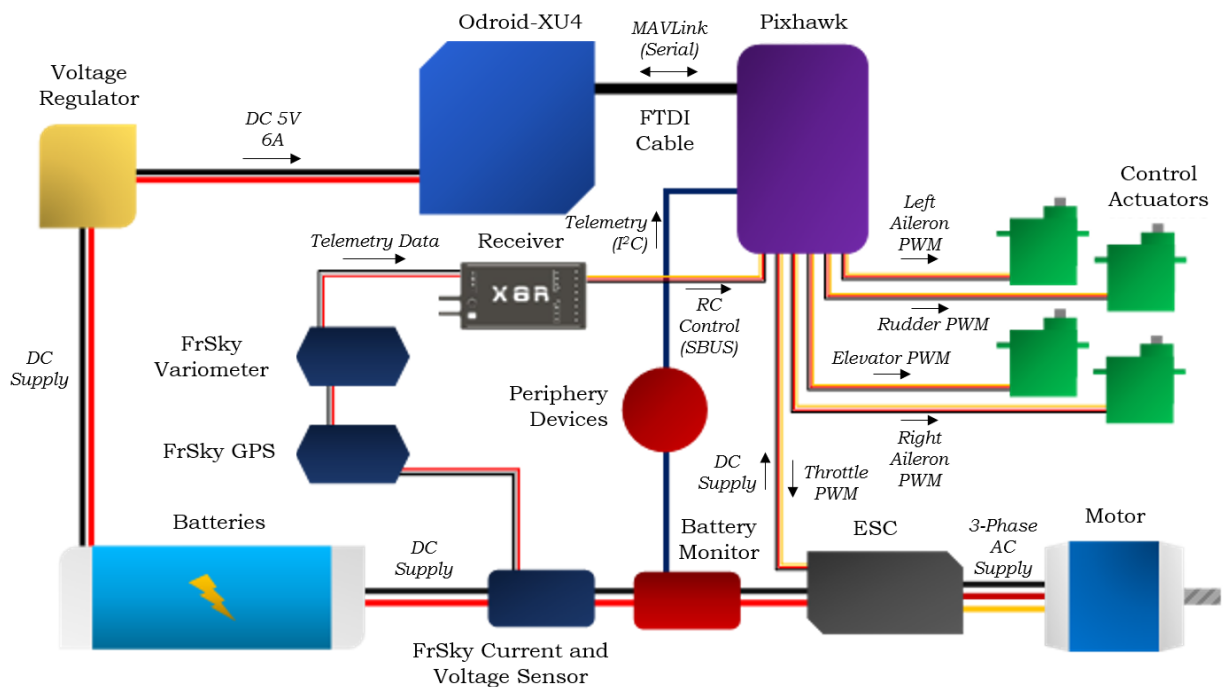 Odroid-XU4
Pixhawk
MAVLink
(Serial)
Voltage
Regulator
DC 5V
6A
FTDI
Cable
Control
Actuators
Left
Aileron
PWM
Telemetry
(I²C)
Telemetry Data
Receiver
X8R
RC
Control
(SBUS)
Rudder PWM
DC
Supply
FrSky
Variometer
Elevator PWM
Periphery
Devices
FrSky GPS
Right
Aileron
PWM
DC
Supply
Throttle
PWM
Batteries
DC
Supply
Battery
Monitor
ESC
3-Phase
AC
Supply
Motor
FrSky Current and
Voltage Sensor